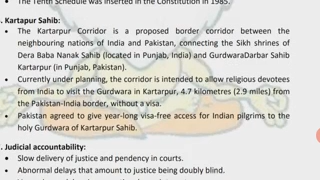 • The Tenth Schedule was inserted in the Constitution in 1985.
. Kartapur Sahib:
• The Kartarpur Corridor is a proposed border corridor between the
neighbouring nations of India and Pakistan, connecting the Sikh shrines of
Dera Baba Nanak Sahib (located in Punjab, India) and GurdwaraDarbar Sahib
Kartarpur (in Punjab, Pakistan).
• Currently under planning, the corridor is intended to allow religious devotees
from India to visit the Gurdwara in Kartarpur, 4.7 kilometres (2.9 miles) from
the Pakistan-India border, without a visa.
• Pakistan agreed to give year-long visa-free access for Indian pilgrims to the
holy Gurdwara of Kartarpur Sahib.
. Judicial accountability:
• Slow delivery of justice and pendency in courts.
• Abnormal delays that amount to justice being doubly blind.